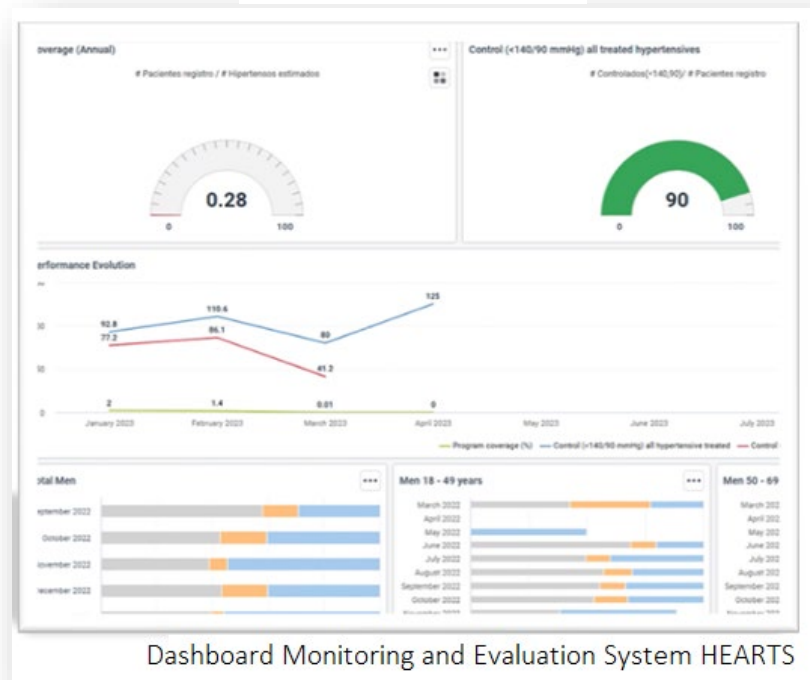 overage (Annual)
# Pacientes registro / # Hipertensos estimados
0.28
0
100
Control (<140/90 mmHg) all treated hypertensives
# Controlados(<140,90)/ # Pacientes registro
90
0
100
erformance Evolution
125
110.6
92.8
86.1
80
77.2
41.2
2
1.4
0.01
0
0
January 2023
February 2023
March 2023
April 2023
May 2023
June 2023
July 2023
Program coverage (%)
Control (<140/90 mmHg) all hypertensive treated
Control
otal Men
eptember 2022
October 2022
ovember 2022
ecember 2022
Men 18 - 49 years
March 2022
April 2022
May 2022
June 2022
July 2022
August 2022
September 2022
October 2022
Men 50 - 69
March 202
April 202
May 202
June 202
July 202
August 202
September 202
October 202
Dashboard Monitoring and Evaluation System HEARTS